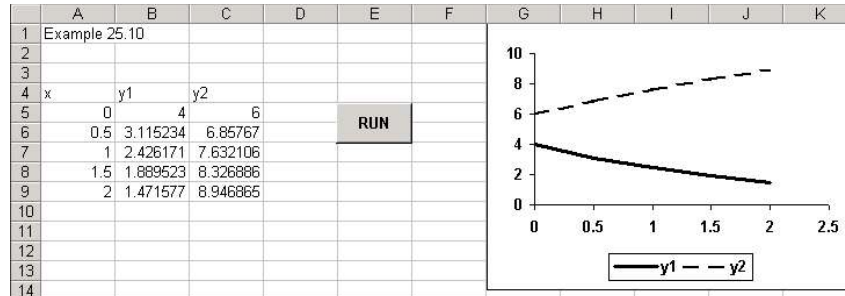 A B C D E F G H I J K
1 Example 25.10
2
3
4 x y1 y2
5 0 4 6
6 0.5 3.115234 6.85767
7 1 2.426171 7.632106
8 1.5 1.889523 8.326886
9 2 1.471577 8.946865
10
11
12
13
14
RUN
10
8
6
4
2
0
0 0.5 1 1.5 2 2.5
y1 y2